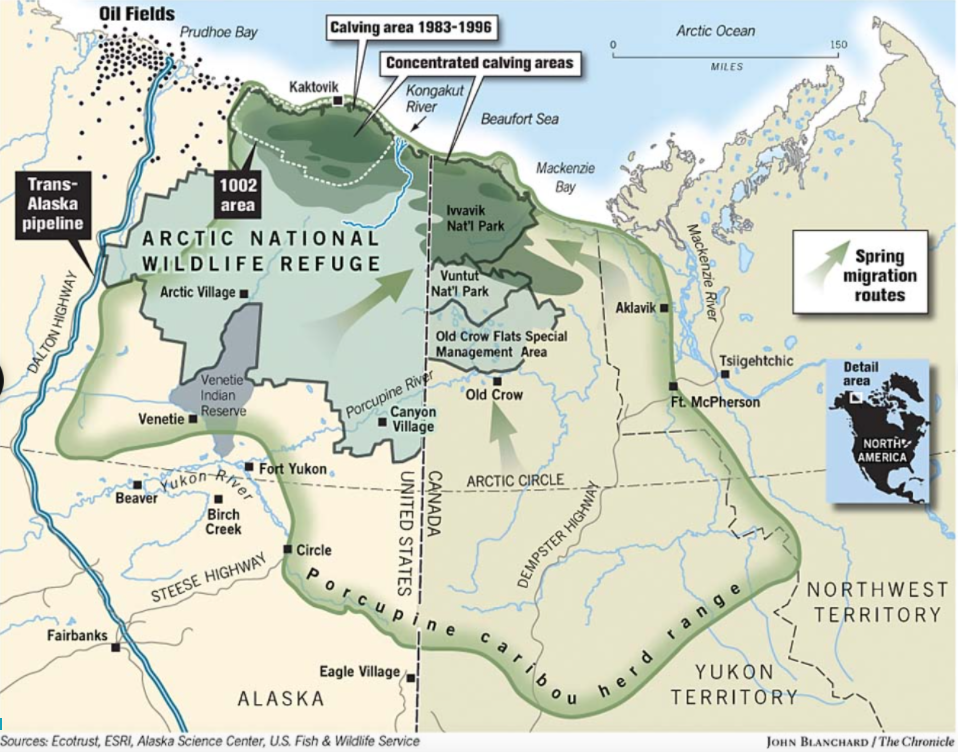 Oil Fields
Prudhoe Bay
Calving area 1983-1996
Concentrated calving areas
Arctic Ocean
0 150
MILES
Kaktovik
Kongakut
River
Beaufort Sea
Mackenzie
Bay
Trans-
Alaska
pipeline
1002
area
ARCTIC NATIONAL
WILDLIFE REFUGE
Ivvavik
Nat'l Park
Mackenzie River
Spring
migration
routes
Vuntut
Nat'l Park
Arctic Village
Aklavik
DALTON HIGHWAY
Old Crow Flats Special
Management Area
Tsiigehtchic
Detail
area
NORTH
AMERICA
Venetie
Indian
Reserve
Porcupine River
Old Crow
Ft. McPherson
Venetie
Canyon
Village
Fort Yukon
ARCTIC CIRCLE
UNITED STATES
CANADA
Beaver
Yukon River
Birch
Creek
DEMPSTER HIGHWAY
Circle
STEESE HIGHWAY
Porcupine caribou herd range
NORTHWEST
TERRITORY
Fairbanks
Eagle Village
YUKON
TERRITORY
ALASKA
Sources: Ecotrust, ESRI, Alaska Science Center, U.S. Fish & Wildlife Service
JOHN BLANCHARD / The Chronicle